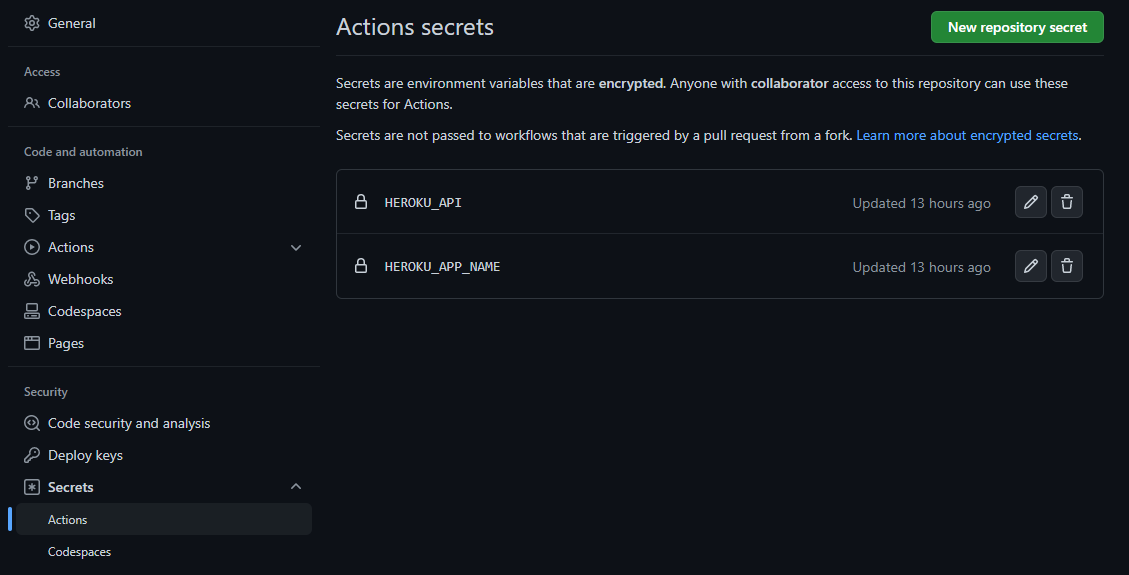 General
Access
Collaborators
Code and automation
Branches
Tags
Actions
Webhooks
Codespaces
Pages
Security
Code security and analysis
Deploy keys
Secrets
Actions
Codespaces
Actions secrets
New repository secret
Secrets are environment variables that are encrypted. Anyone with collaborator access to this repository can use these
secrets for Actions.
Secrets are not passed to workflows that are triggered by a pull request from a fork. Learn more about encrypted secrets.
HEROKU_API Updated 13 hours ago
HEROKU_APP_NAME Updated 13 hours ago